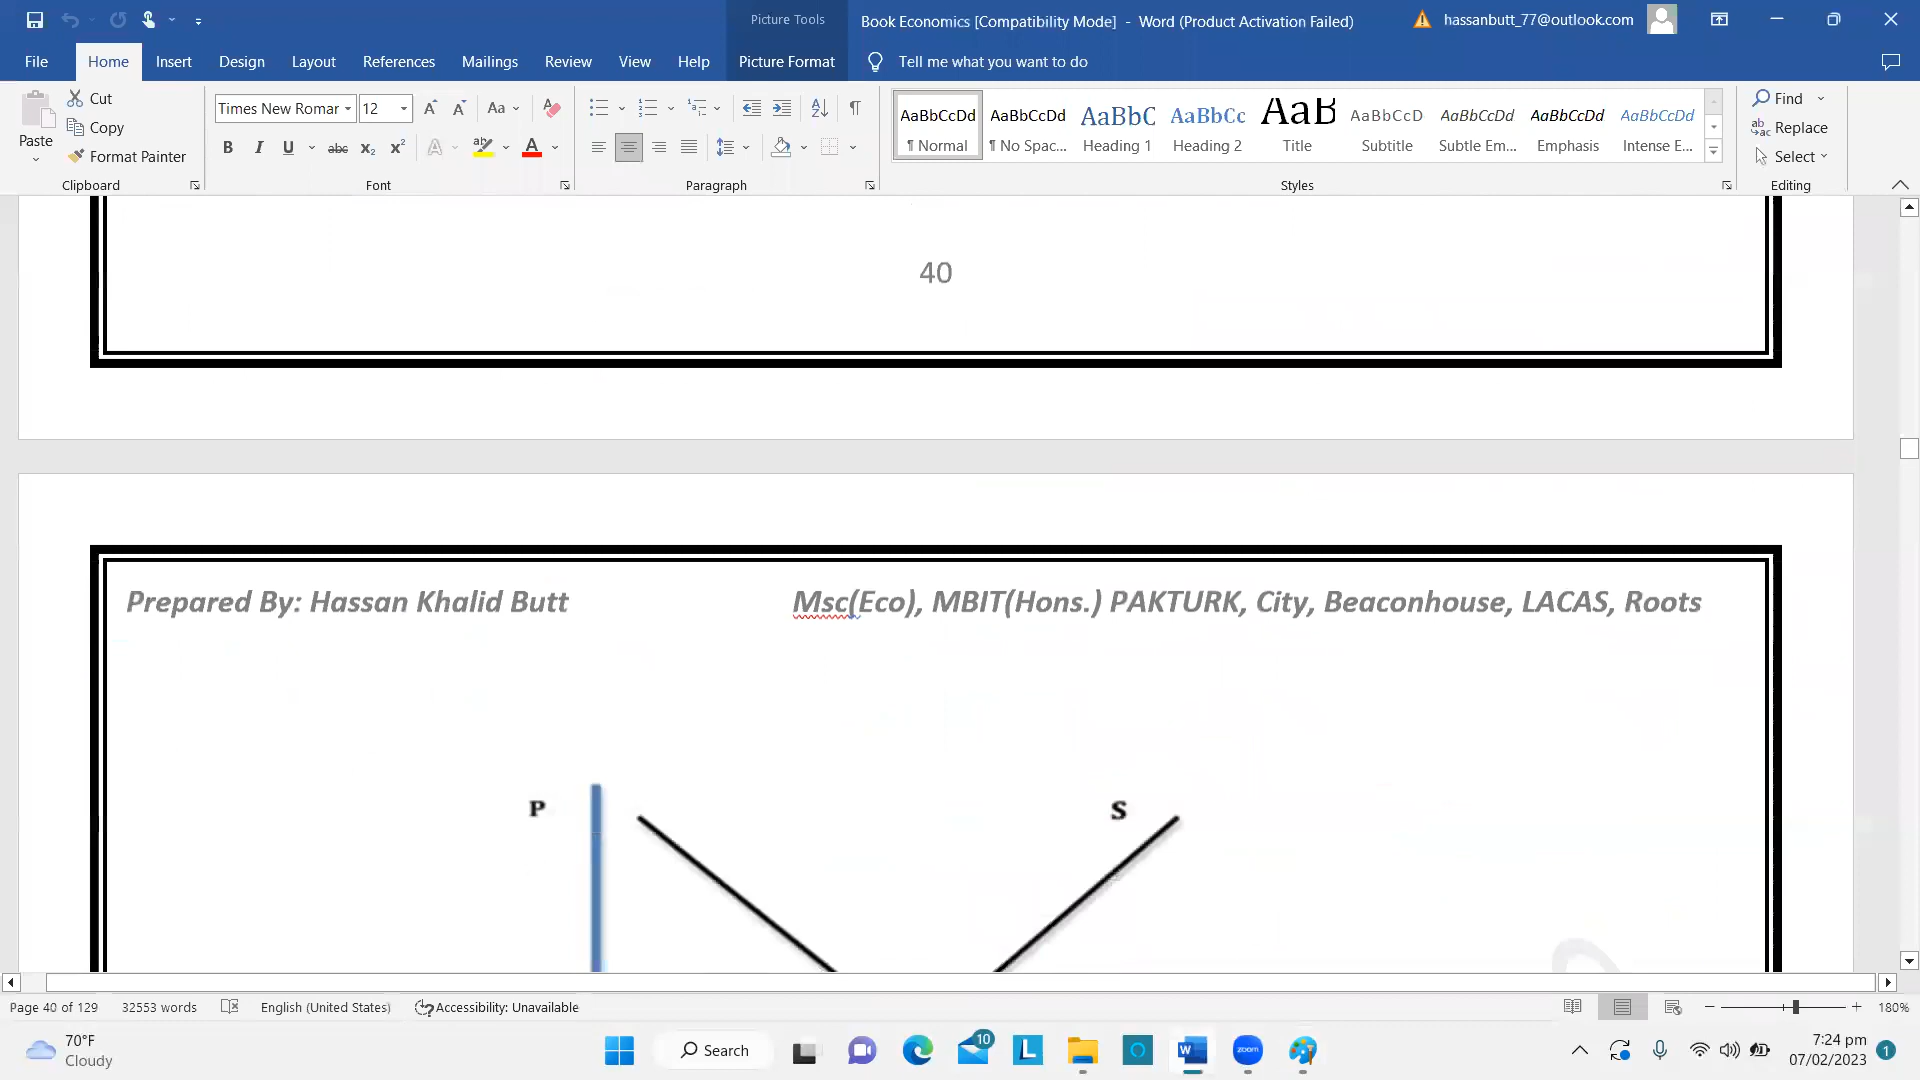 Picture Tools
Book Economics [Compatibility Mode] - Word (Product Activation Failed)
hassanbutt_77@outlook.com
File Home Insert Design Layout References Mailings Review View Help Picture Format Tell me what you want to do
Paste
Cut
Copy
Format Painter
Clipboard
Times New Romar 12
Font
Paragraph
AaBbCcDd AaBbCcDd AaBbC AaBbCc AaB AaBbCcD AaBbCcDd AaBbCcDd AaBbCcDd
¶ Normal ¶ No Spac... Heading 1 Heading 2 Title Subtitle Subtle Em... Emphasis Intense E...
Styles
Find
Replace
Select
Editing
40
Prepared By: Hassan Khalid Butt Msc(Eco), MBIT(Hons.) PAKTURK, City, Beaconhouse, LACAS, Roots
P
S
Page 40 of 129 32553 words English (United States) Accessibility: Unavailable 180%
70°F
Cloudy
Search
10
zoom
7:24 pm
07/02/2023
1